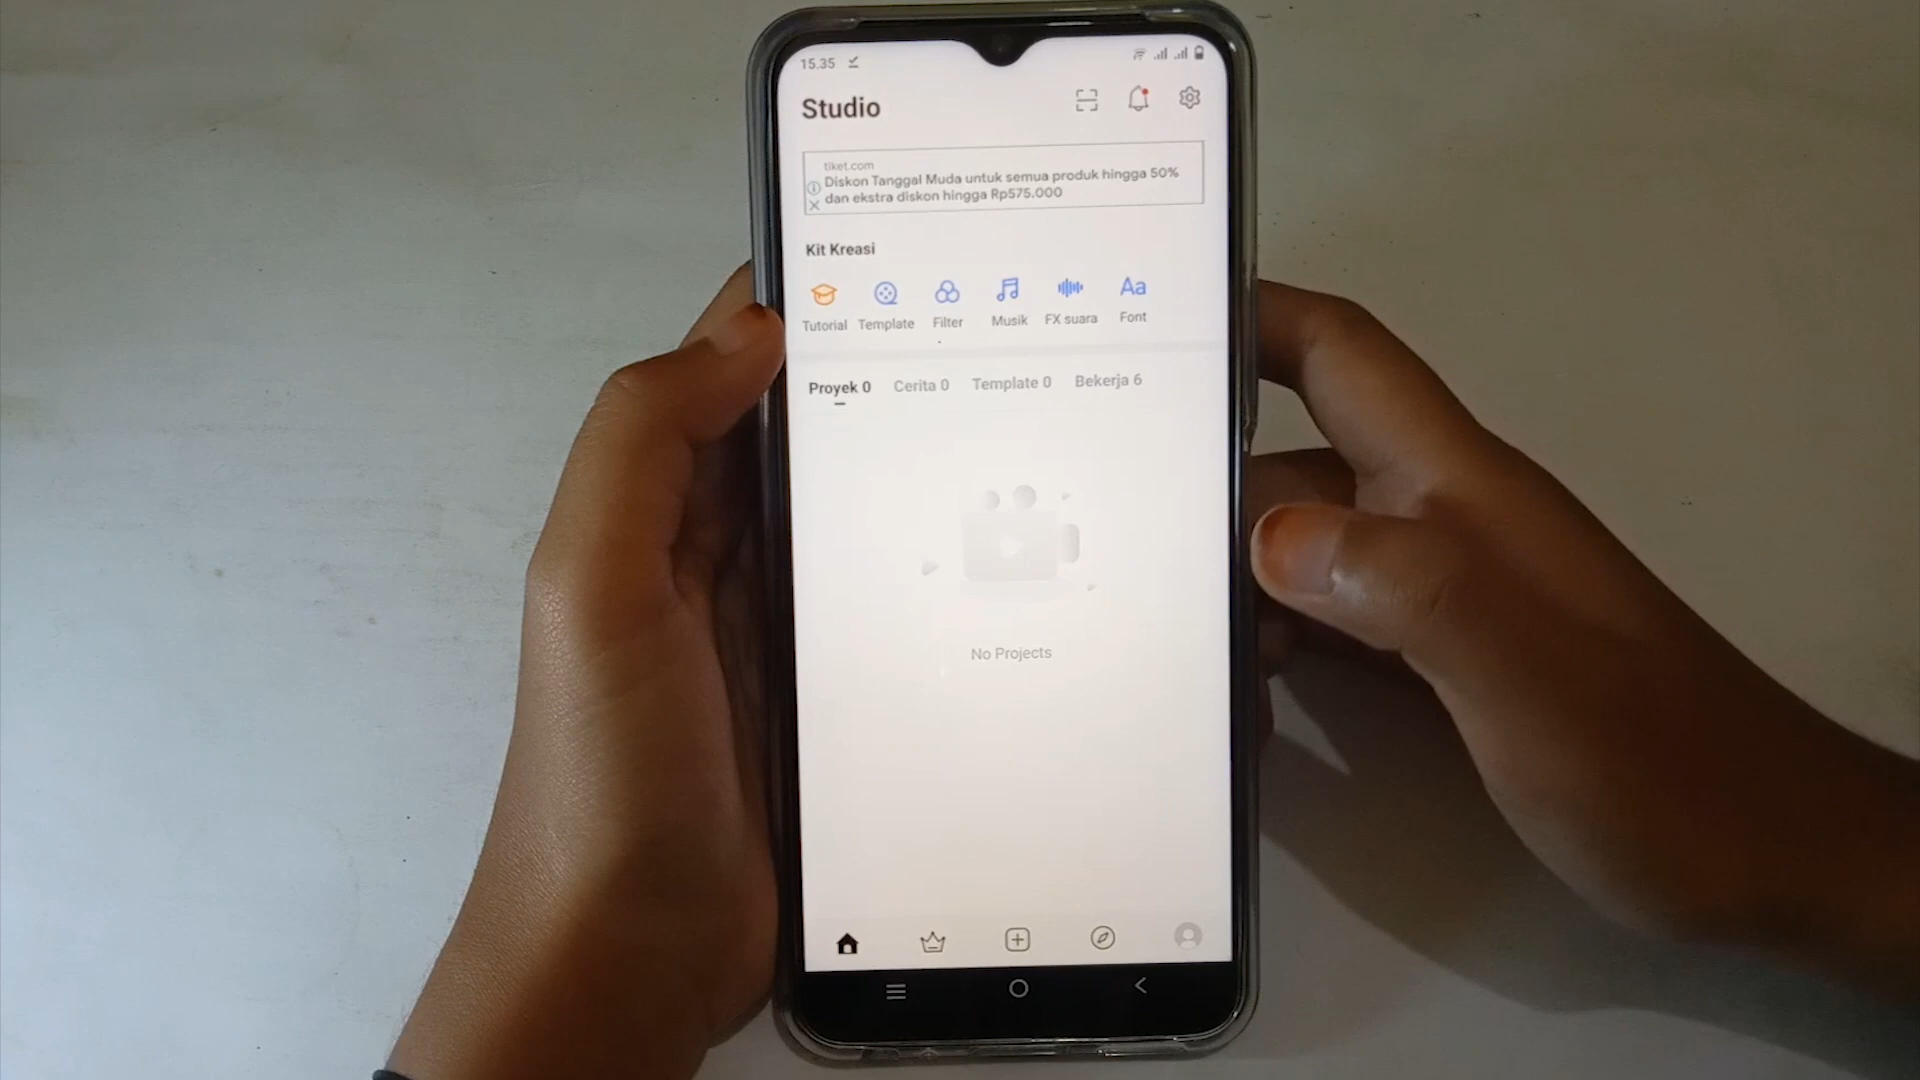 15.35
Studio
tiket.com
Diskon Tanggal Muda untuk semua produk hingga 50%
dan ekstra diskon hingga Rp575.000
Kit Kreasi
Tutorial Template Filter Musik FX suara Aa Font
Proyek 0 Cerita 0 Template 0 Bekerja 6
No Projects